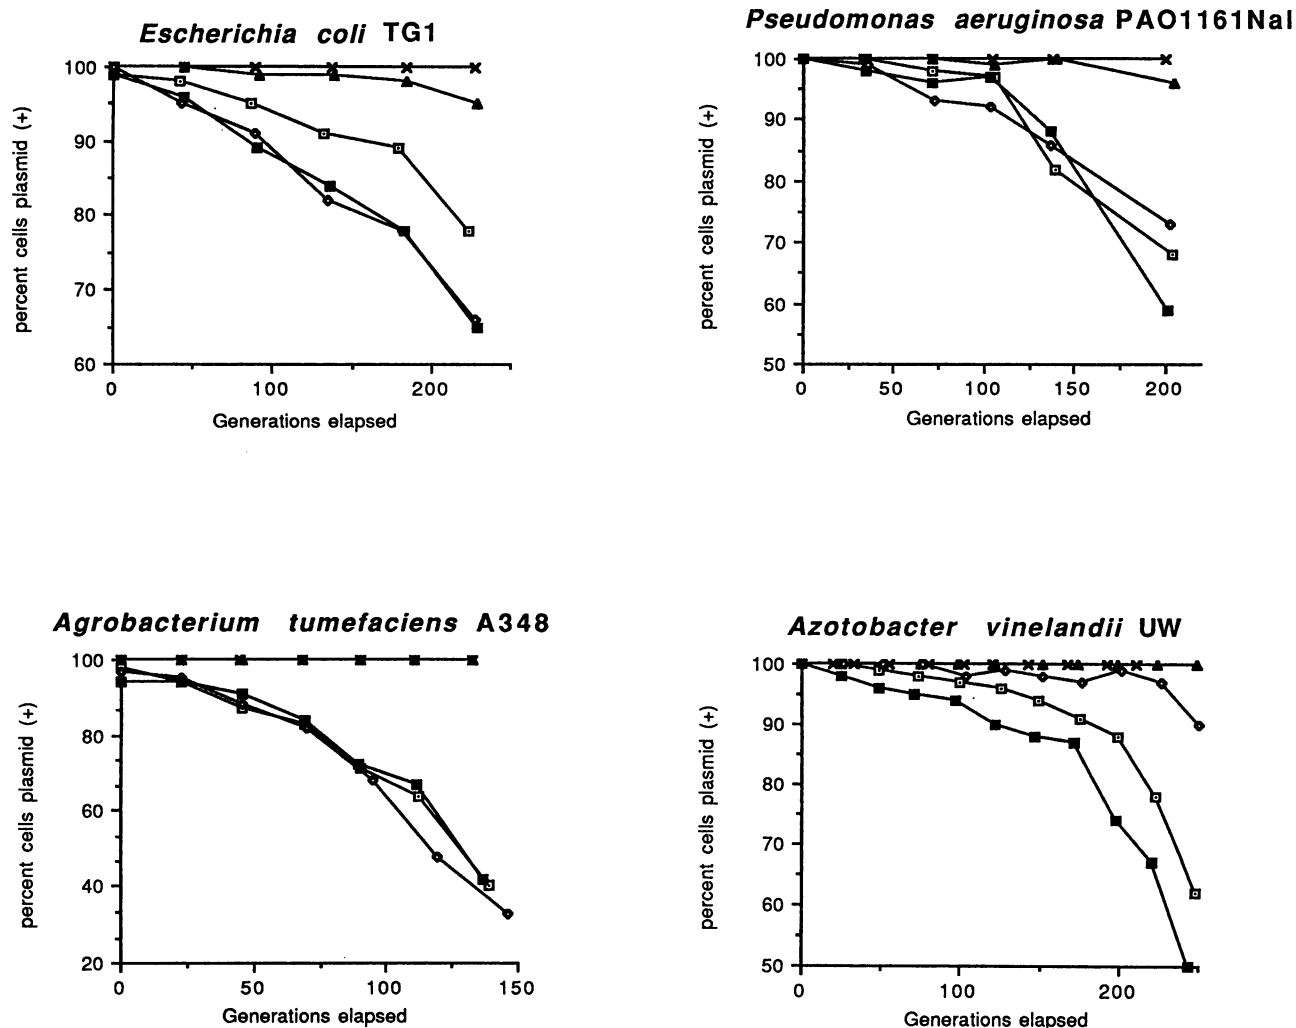 Escherichia coli TG1
percent cells plasmid (+)
100
90
80
70
60
0 100 200
Generations elapsed
Pseudomonas aeruginosa PAO1161Nal
percent cells plasmid (+)
100
90
80
70
60
50
0 50 100 150 200
Generations elapsed
Agrobacterium tumefaciens A348
percent cells plasmid (+)
100
80
60
40
20
0 50 100 150
Generations elapsed
Azotobacter vinelandii UW
percent cells plasmid (+)
100
90
80
70
60
50
0 100 200
Generations elapsed